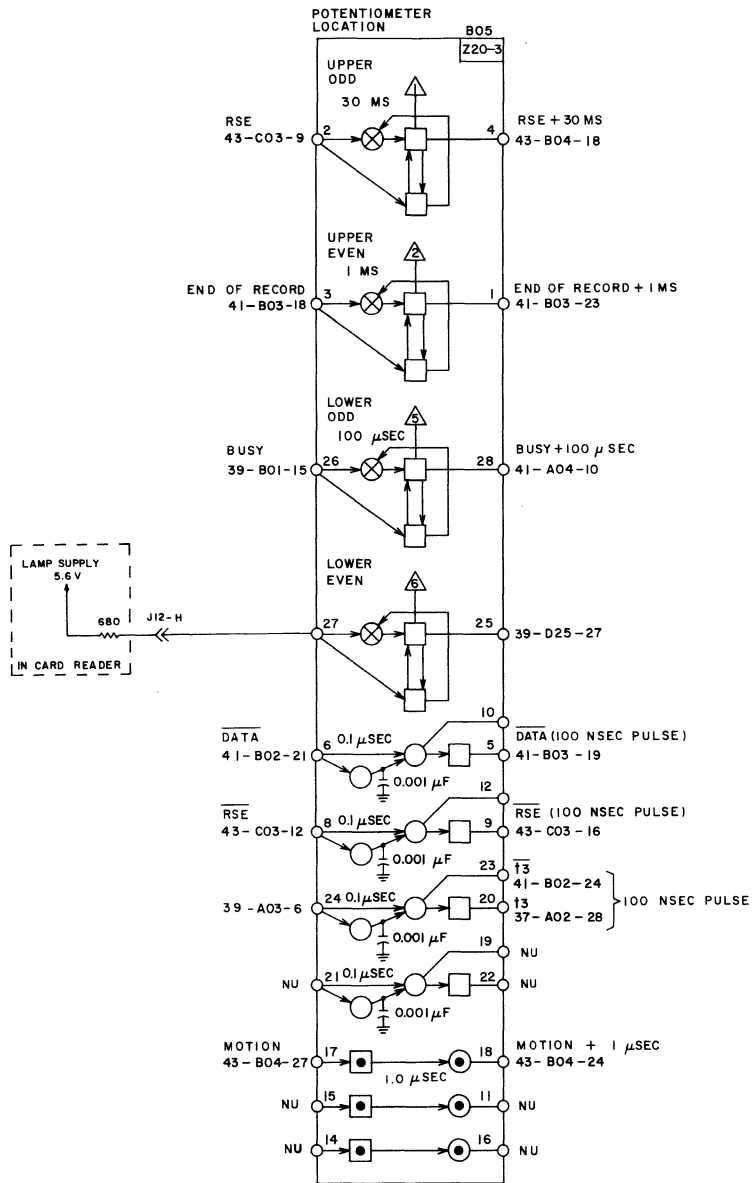 POTENTIOMETER
LOCATION
B05
Z20-3
UPPER
ODD
30 MS
1
RSE
43-C03-9
2
4
RSE + 30 MS
43-B04-18
UPPER
EVEN
1 MS
2
END OF RECORD
41-B03-18
3
1
END OF RECORD + 1MS
41-B03-23
LOWER
ODD
100 µSEC
5
BUSY
39-B01-15
26
28
BUSY+100 µ SEC
41-A04-10
LOWER
EVEN
6
LAMP SUPPLY
5.6 V
680
J12-H
IN CARD READER
27
25
39-D25-27
10
DATA
41-B02-21
6
0.1 µSEC
0.001 µF
5
DATA (100 NSEC PULSE)
41-B03-19
12
RSE
43-C03-12
8
0.1 µSEC
0.001 µF
9
RSE (100 NSEC PULSE)
43-C03-16
23
t3
41-B02-24
39-A03-6
24
0.1 µSEC
0.001 µF
20
t3
37-A02-28
100 NSEC PULSE
19
NU
NU
21
0.1 µSEC
0.001 µF
22
NU
MOTION
43-B04-27
17
1.0 µSEC
18
MOTION + 1 µSEC
43-B04-24
NU
15
11
NU
NU
14
16
NU